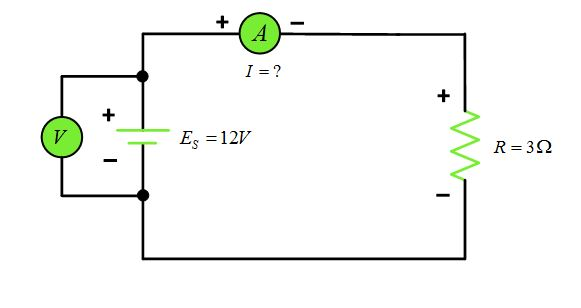 + A −
I = ?
+
+
V
E_S = 12V
R = 3Ω
−
−